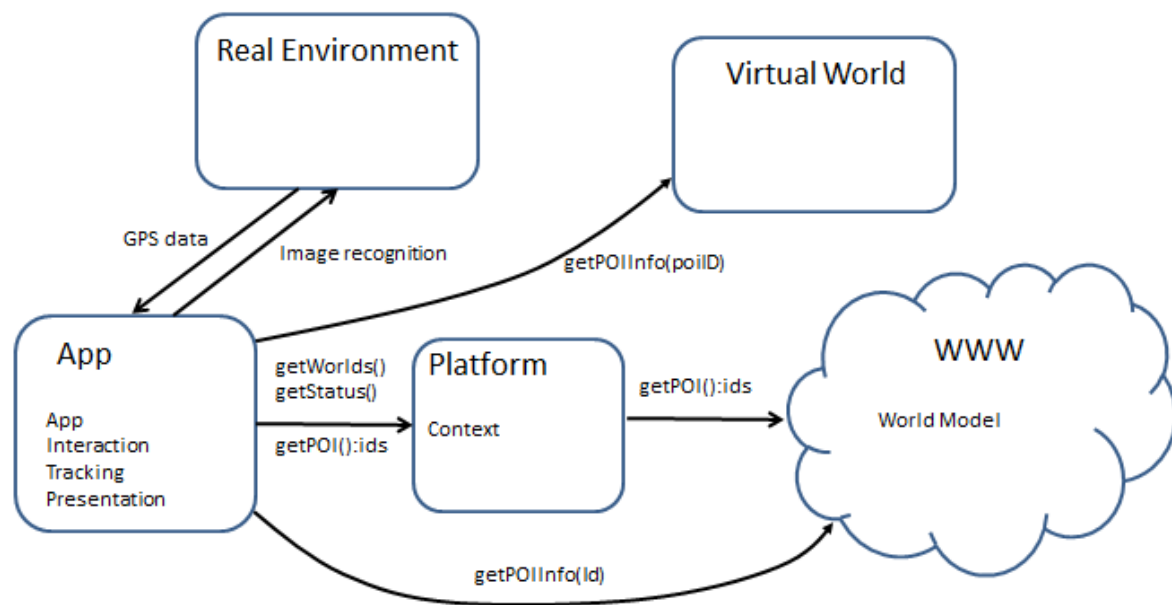 Real Environment
Virtual World
GPS data
Image recognition
getPOIInfo(poiID)
App
App
Interaction
Tracking
Presentation
getWorlds()
getStatus()
getPOI():ids
Platform
Context
getPOI():ids
WWW
World Model
getPOIInfo(Id)